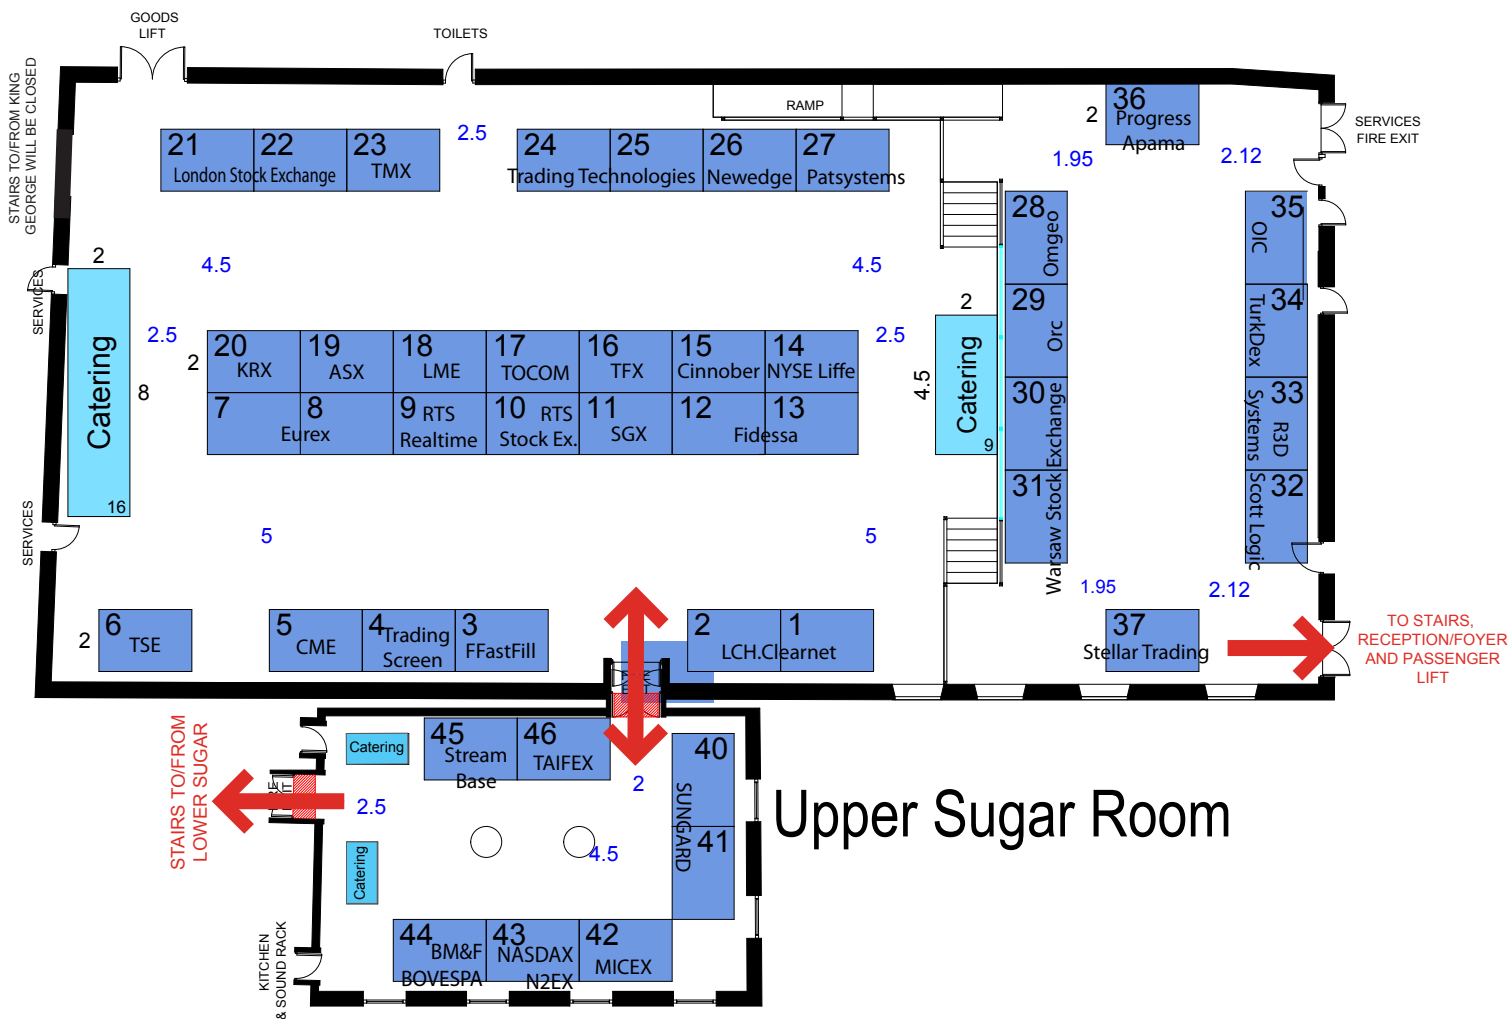 GOODS
LIFT
TOILETS
STAIRS TO/FROM KING
GEORGE WILL BE CLOSED
RAMP
36
Progress
Apama
2
SERVICES
FIRE EXIT
1.95
2.12
21
22
London Stock Exchange
23
TMX
2.5
24
25
Trading Technologies
26
Newedge
27
Patsystems
28
Omgeo
35
OIC
4.5
4.5
2
SERVICES
Catering
8
16
2.5
2
20
KRX
19
ASX
18
LME
17
TOCOM
16
TFX
15
Cinnober
14
NYSE Liffe
2.5
2
4.5
Catering
9
29
Orc
34
TurkDex
7
8
Eurex
9 RTS
Realtime
10 RTS
Stock Ex.
11
SGX
12
13
Fidessa
30
31
Warsaw Stock Exchange
33
R3D
Systems
32
Scott Logic
SERVICES
5
5
1.95
2.12
2
6
TSE
5
CME
4
Trading
Screen
3
FFastFill
2
1
LCH.Clearnet
37
Stellar Trading
TO STAIRS,
RECEPTION/FOYER
AND PASSENGER
LIFT
STAIRS TO/FROM
LOWER SUGAR
Catering
45
Stream
Base
46
TAIFEX
2
40
41
SUNGARD
2.5
4.5
Catering
Upper Sugar Room
KITCHEN
& SOUND RACK
44
BM&F
BOVESPA
43
NASDAX
N2EX
42
MICEX